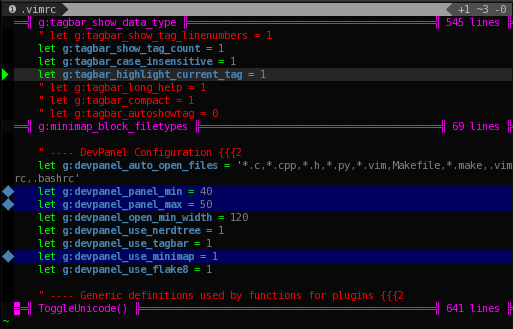 ❶ .vimrc +1 ~3 -0
══╣ g:tagbar_show_data_type ╠══╣ 545 lines ╠══
" let g:tagbar_show_tag_linenumbers = 1
let g:tagbar_show_tag_count = 1
let g:tagbar_case_insensitive = 1
let g:tagbar_highlight_current_tag = 1
" let g:tagbar_long_help = 1
" let g:tagbar_compact = 1
" let g:tagbar_autoshowtag = 0
══╣ g:minimap_block_filetypes ╠══╣ 69 lines ╠══
" ---- DevPanel Configuration {{{2
let g:devpanel_auto_open_files = '*.c,*.cpp,*.h,*.py,*.vim,Makefile,*.make,.vim
rc,.bashrc'
let g:devpanel_panel_min = 40
let g:devpanel_panel_max = 50
let g:devpanel_open_min_width = 120
let g:devpanel_use_nerdtree = 1
let g:devpanel_use_tagbar = 1
let g:devpanel_use_minimap = 1
let g:devpanel_use_flake8 = 1
" ---- Generic definitions used by functions for plugins {{{2
══╣ ToggleUnicode() ╠══╣ 641 lines ╠══
~